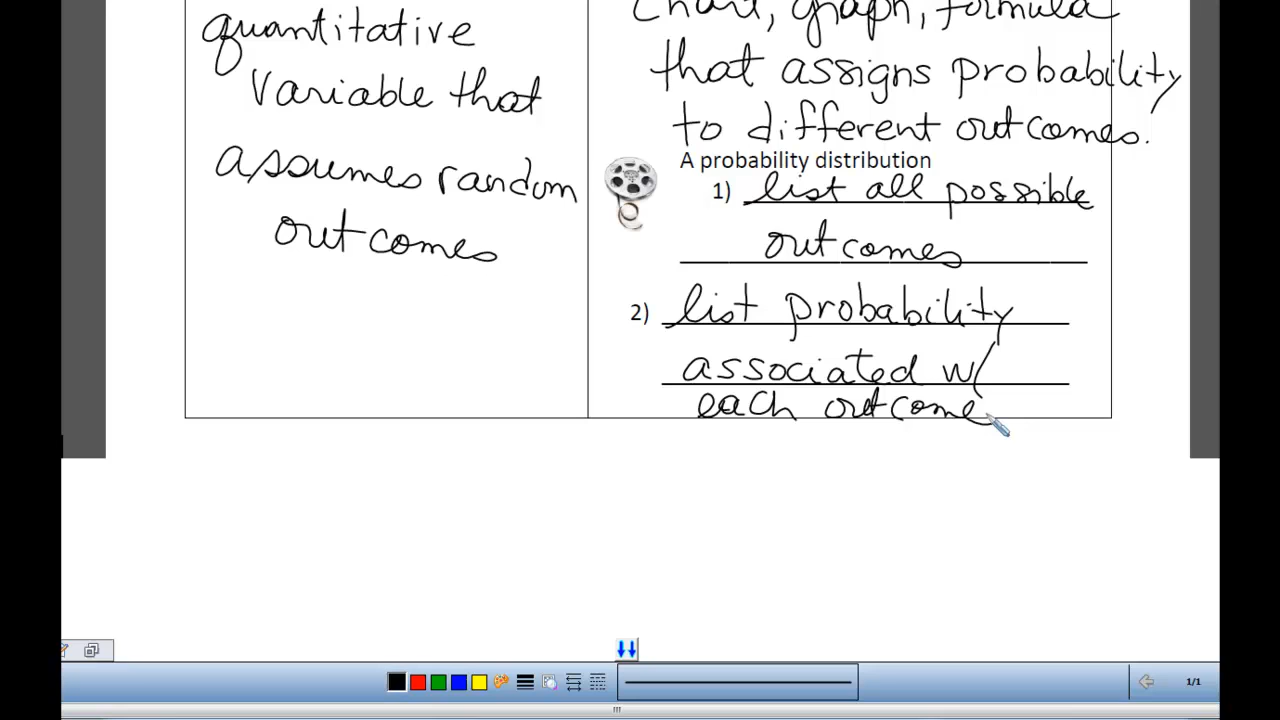 quantitative
variable that
assumes random
outcomes
chart, graph, formula
that assigns probability
to different outcomes.
A probability distribution
1) list all possible
outcomes
2) list probability
associated w/
each outcome
1/1